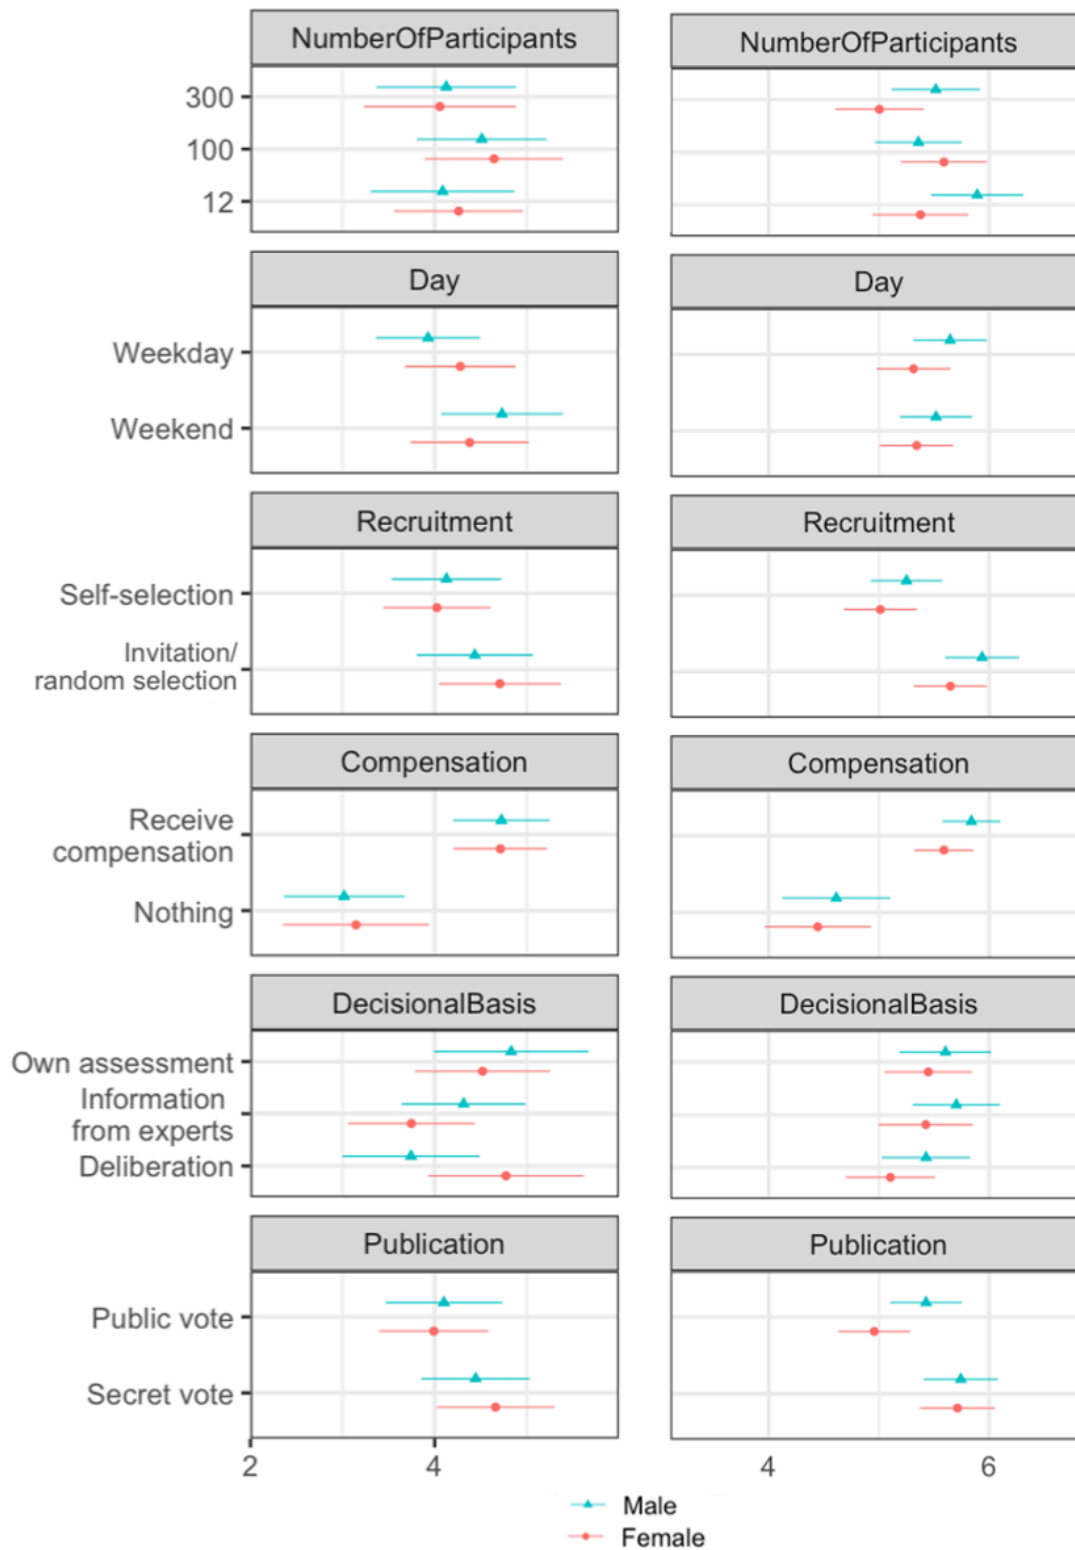 NumberOfParticipants NumberOfParticipants
300
100
12
Day Day
Weekday
Weekend
Recruitment Recruitment
Self-selection
Invitation/
random selection
Compensation Compensation
Receive
compensation
Nothing
DecisionalBasis DecisionalBasis
Own assessment
Information
from experts
Deliberation
Publication Publication
Public vote
Secret vote
2 4 4 6
Male
Female